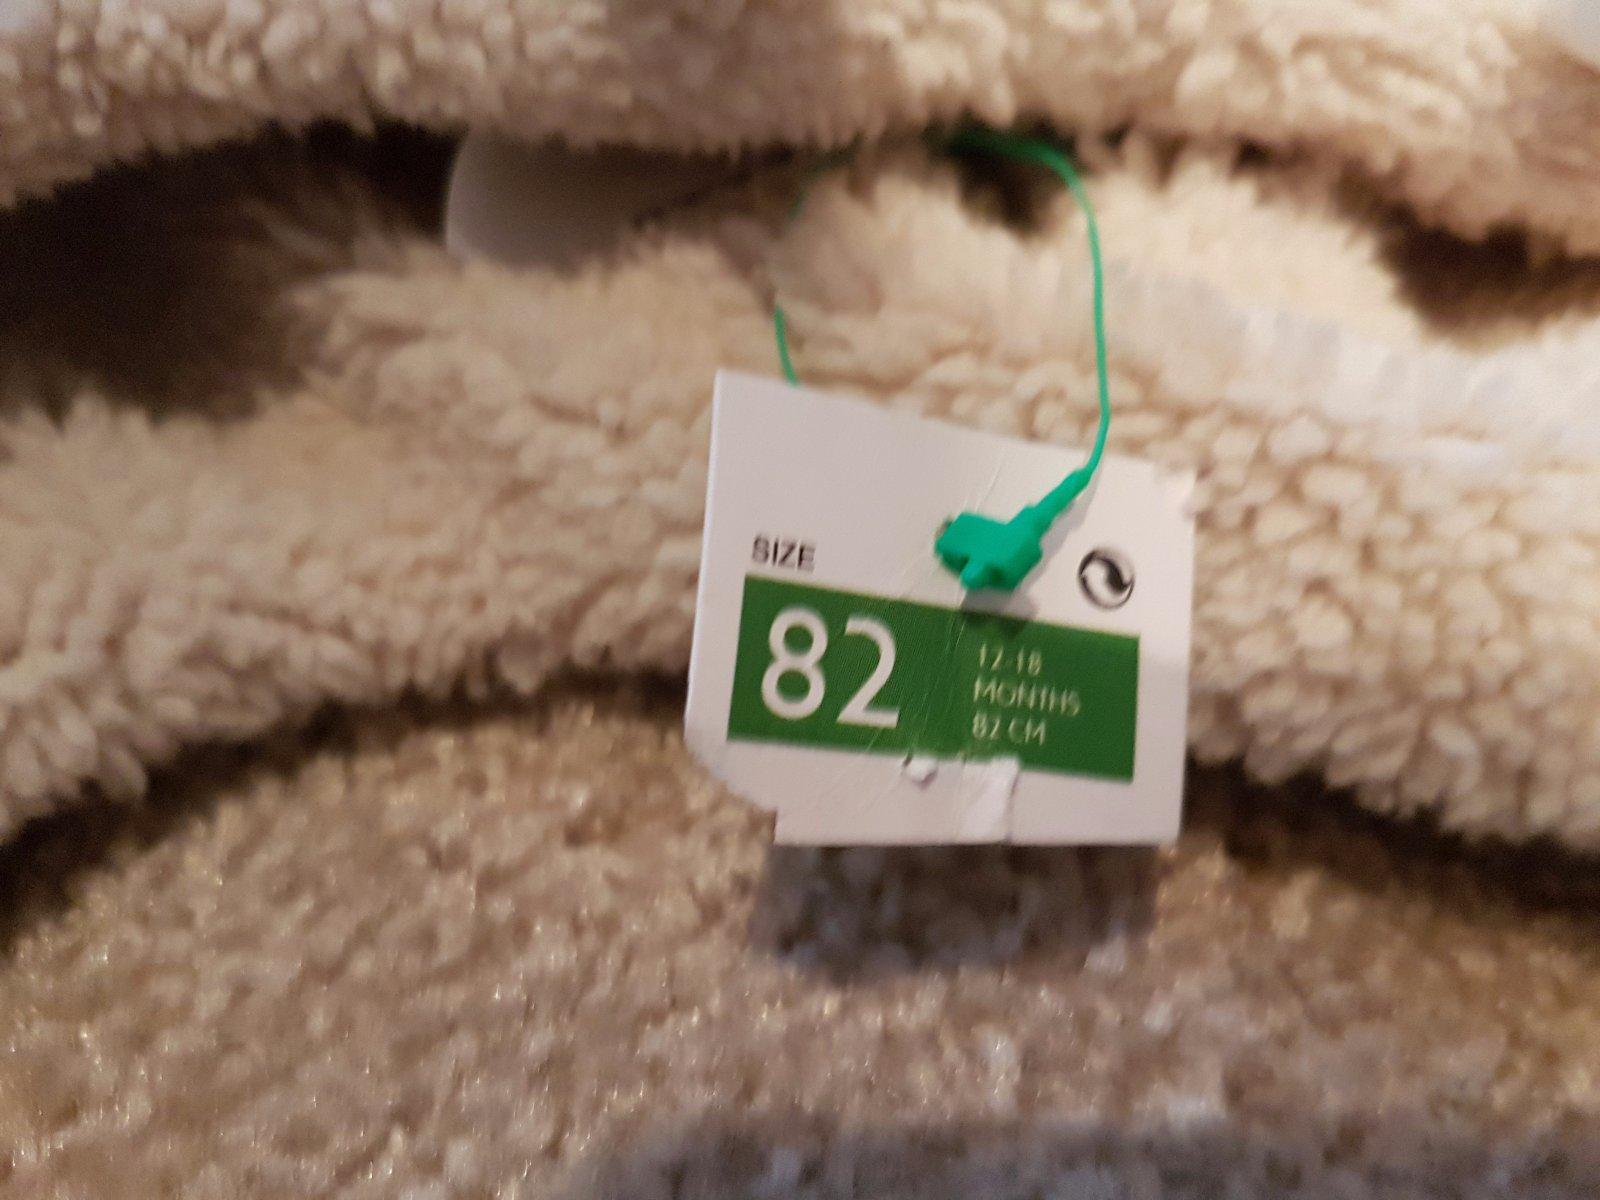 SIZE
82
12-18
MONTHS
82 CM